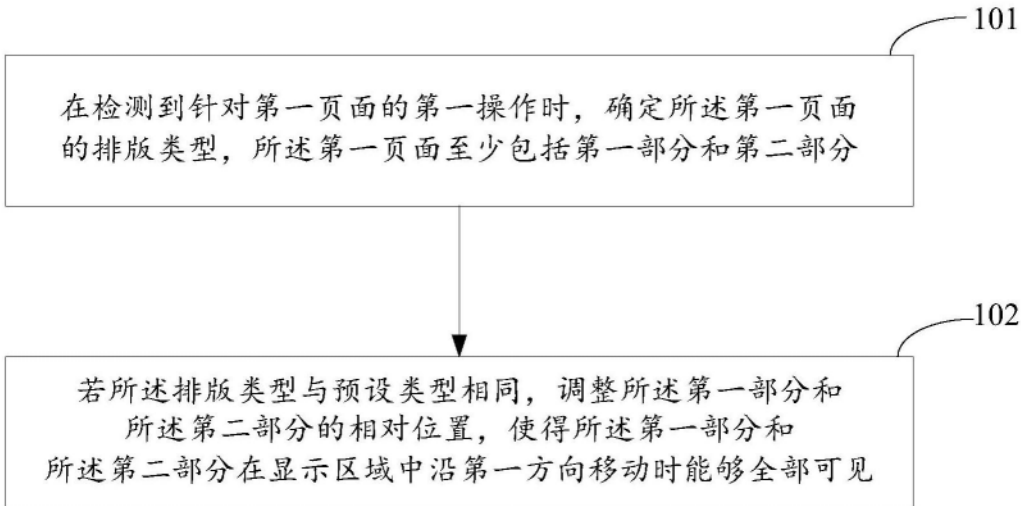 101
在检测到针对第一页面的第一操作时，确定所述第一页面
的排版类型，所述第一页面至少包括第一部分和第二部分
102
若所述排版类型与预设类型相同，调整所述第一部分和
所述第二部分的相对位置，使得所述第一部分和
所述第二部分在显示区域中沿第一方向移动时能够全部可见